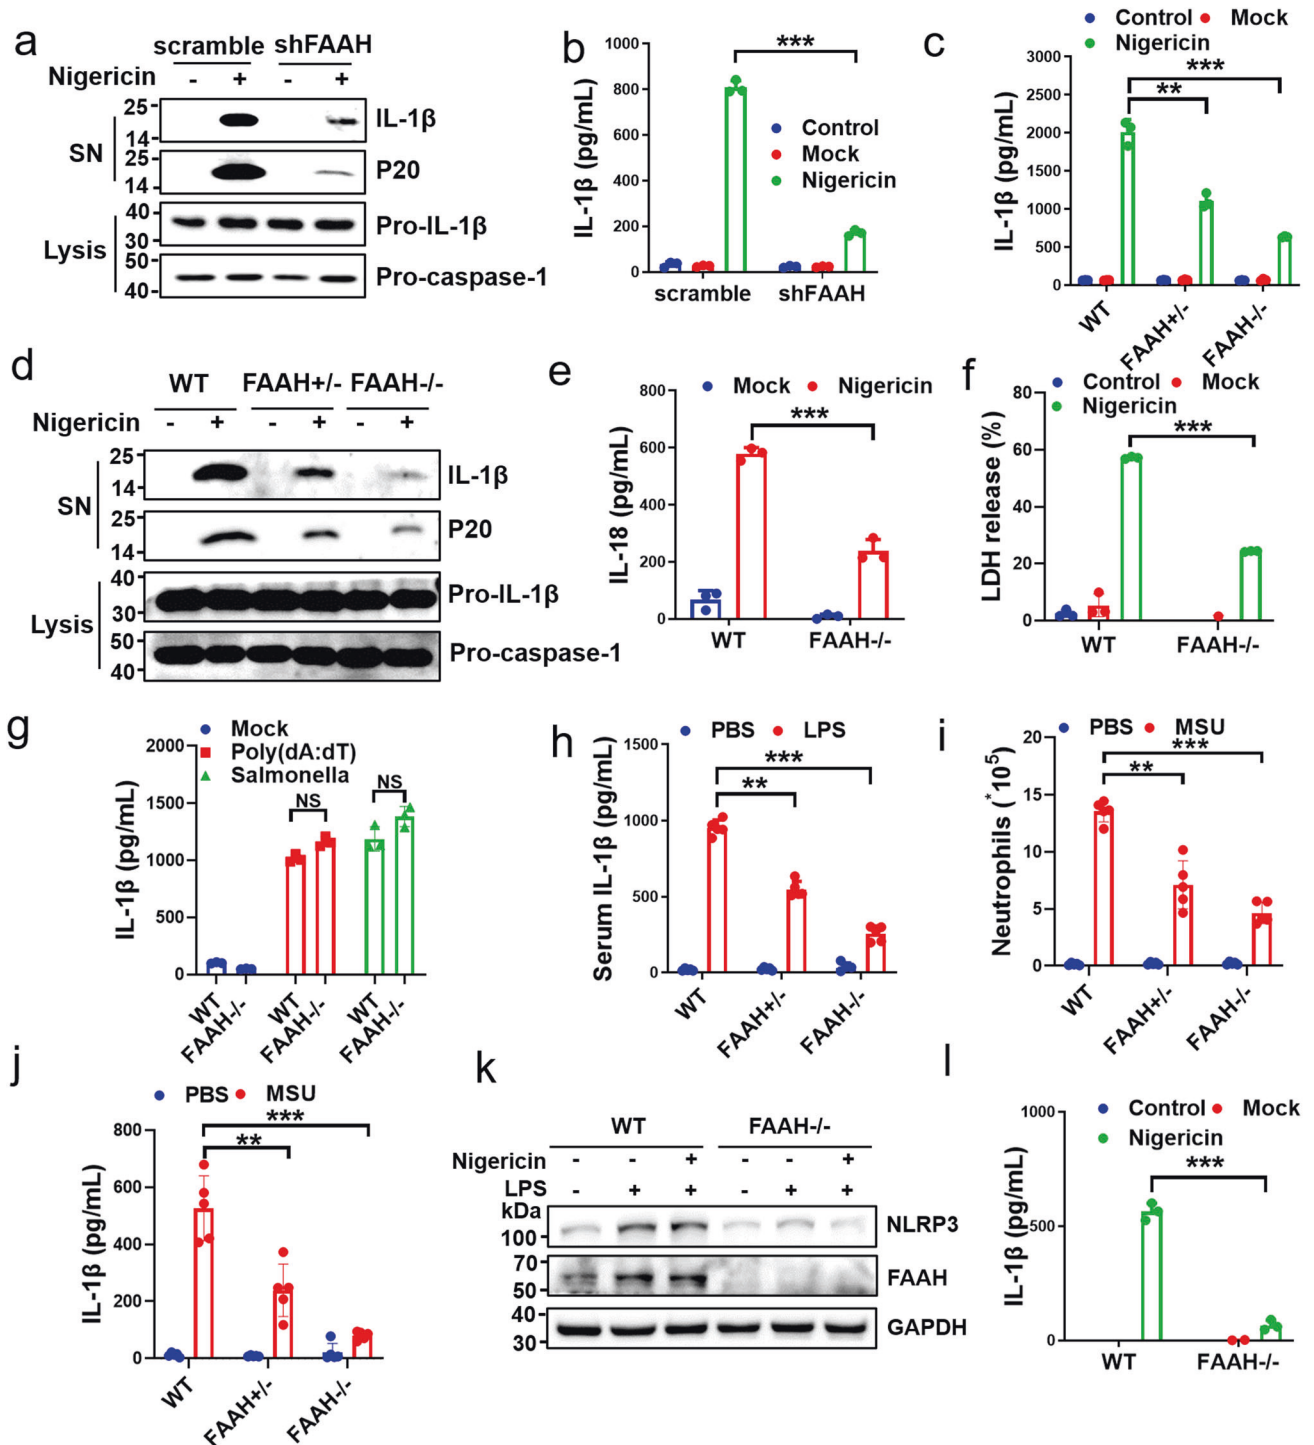 a
scramble shFAAH
Nigericin - + - +
25
14
IL-1β
SN
25
14
P20
40
30
Pro-IL-1β
Lysis
50
40
Pro-caspase-1
b
IL-1β (pg/mL)
1000
800
600
400
200
0
***
Control
Mock
Nigericin
scramble shFAAH
c
Control Mock
Nigericin
IL-1β (pg/mL)
3000
2500
2000
1500
1000
500
0
***
**
WT FAAH+/- FAAH-/-
d
WT FAAH+/- FAAH-/-
Nigericin - + - + - +
25
14
IL-1β
SN
25
14
P20
40
30
Pro-IL-1β
Lysis
50
40
Pro-caspase-1
e
Mock Nigericin
IL-18 (pg/mL)
800
600
400
200
0
***
WT FAAH-/-
f
Control Mock
Nigericin
LDH release (%)
80
60
40
20
0
***
WT FAAH-/-
g
Mock
Poly(dA:dT)
Salmonella
IL-1β (pg/mL)
2000
1500
1000
500
0
NS
NS
WT FAAH-/- WT FAAH-/- WT FAAH-/-
h
PBS LPS
Serum IL-1β (pg/mL)
1500
1000
500
0
***
**
WT FAAH+/- FAAH-/-
i
PBS MSU
Neutrophils (*10⁵)
20
15
10
5
0
***
**
WT FAAH+/- FAAH-/-
j
PBS MSU
IL-1β (pg/mL)
800
600
400
200
0
***
**
WT FAAH+/- FAAH-/-
k
WT FAAH-/-
Nigericin - - + - - +
LPS - + + - + +
kDa
100
NLRP3
70
50
FAAH
40
30
GAPDH
l
Control Mock
Nigericin
IL-1β (pg/mL)
1000
500
0
***
WT FAAH-/-